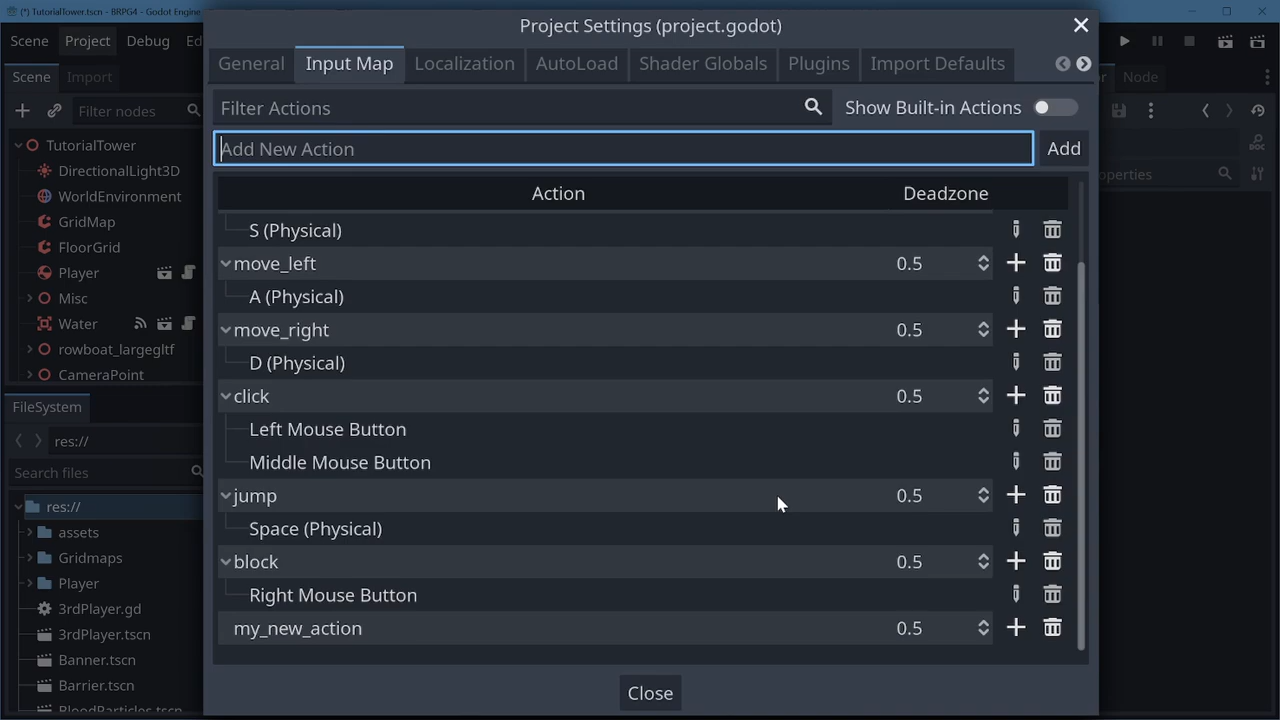 (*) TutorialTower.tscn - BRPG4 - Godot Engine
Project Settings (project.godot)
Scene Project Debug
General Input Map Localization AutoLoad Shader Globals Plugins Import Defaults
Scene Import
Node
Filter nodes
Filter Actions
Show Built-in Actions
Add New Action
Add
TutorialTower
DirectionalLight3D
WorldEnvironment
GridMap
FloorGrid
Player
Misc
Water
rowboat_largegltf
CameraPoint
Action Deadzone
S (Physical)
move_left 0.5
A (Physical)
move_right 0.5
D (Physical)
click 0.5
Left Mouse Button
Middle Mouse Button
jump 0.5
Space (Physical)
block 0.5
Right Mouse Button
my_new_action 0.5
Close
FileSystem
res://
Search files
res://
assets
Gridmaps
Player
3rdPlayer.gd
3rdPlayer.tscn
Banner.tscn
Barrier.tscn
BloodParticles.tscn
DOC